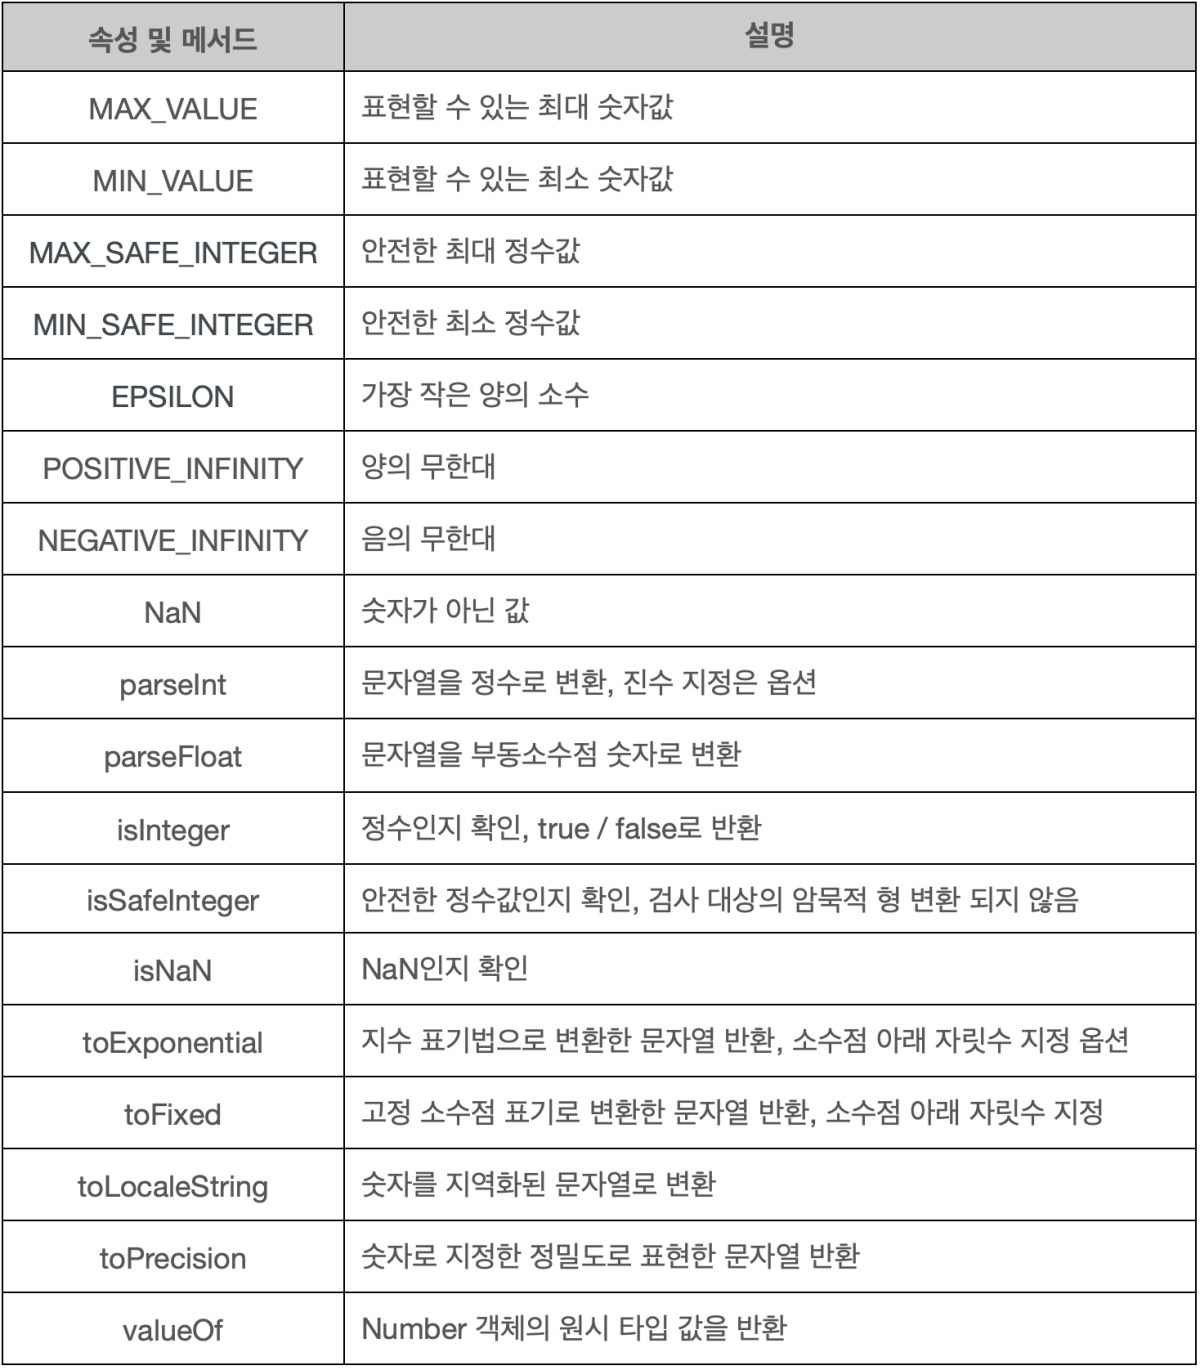 속성 및 메서드 설명
MAX_VALUE 표현할 수 있는 최대 숫자값
MIN_VALUE 표현할 수 있는 최소 숫자값
MAX_SAFE_INTEGER 안전한 최대 정수값
MIN_SAFE_INTEGER 안전한 최소 정수값
EPSILON 가장 작은 양의 소수
POSITIVE_INFINITY 양의 무한대
NEGATIVE_INFINITY 음의 무한대
NaN 숫자가 아닌 값
parseInt 문자열을 정수로 변환, 진수 지정은 옵션
parseFloat 문자열을 부동소수점 숫자로 변환
isInteger 정수인지 확인, true / false로 반환
isSafeInteger 안전한 정수값인지 확인, 검사 대상의 암묵적 형 변환 되지 않음
isNaN NaN인지 확인
toExponential 지수 표기법으로 변환한 문자열 반환, 소수점 아래 자릿수 지정 옵션
toFixed 고정 소수점 표기로 변환한 문자열 반환, 소수점 아래 자릿수 지정
toLocaleString 숫자를 지역화된 문자열로 변환
toPrecision 숫자로 지정한 정밀도로 표현한 문자열 반환
valueOf Number 객체의 원시 타입 값을 반환